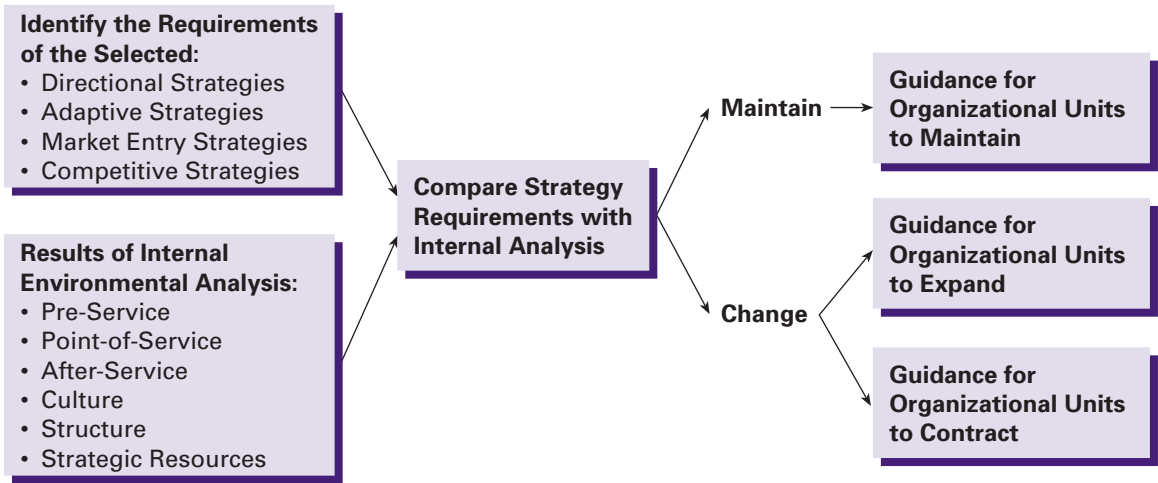 Identify the Requirements
of the Selected:
• Directional Strategies
• Adaptive Strategies
• Market Entry Strategies
• Competitive Strategies
Results of Internal
Environmental Analysis:
• Pre-Service
• Point-of-Service
• After-Service
• Culture
• Structure
• Strategic Resources
Compare Strategy
Requirements with
Internal Analysis
Maintain
Change
Guidance for
Organizational Units
to Maintain
Guidance for
Organizational Units
to Expand
Guidance for
Organizational Units
to Contract